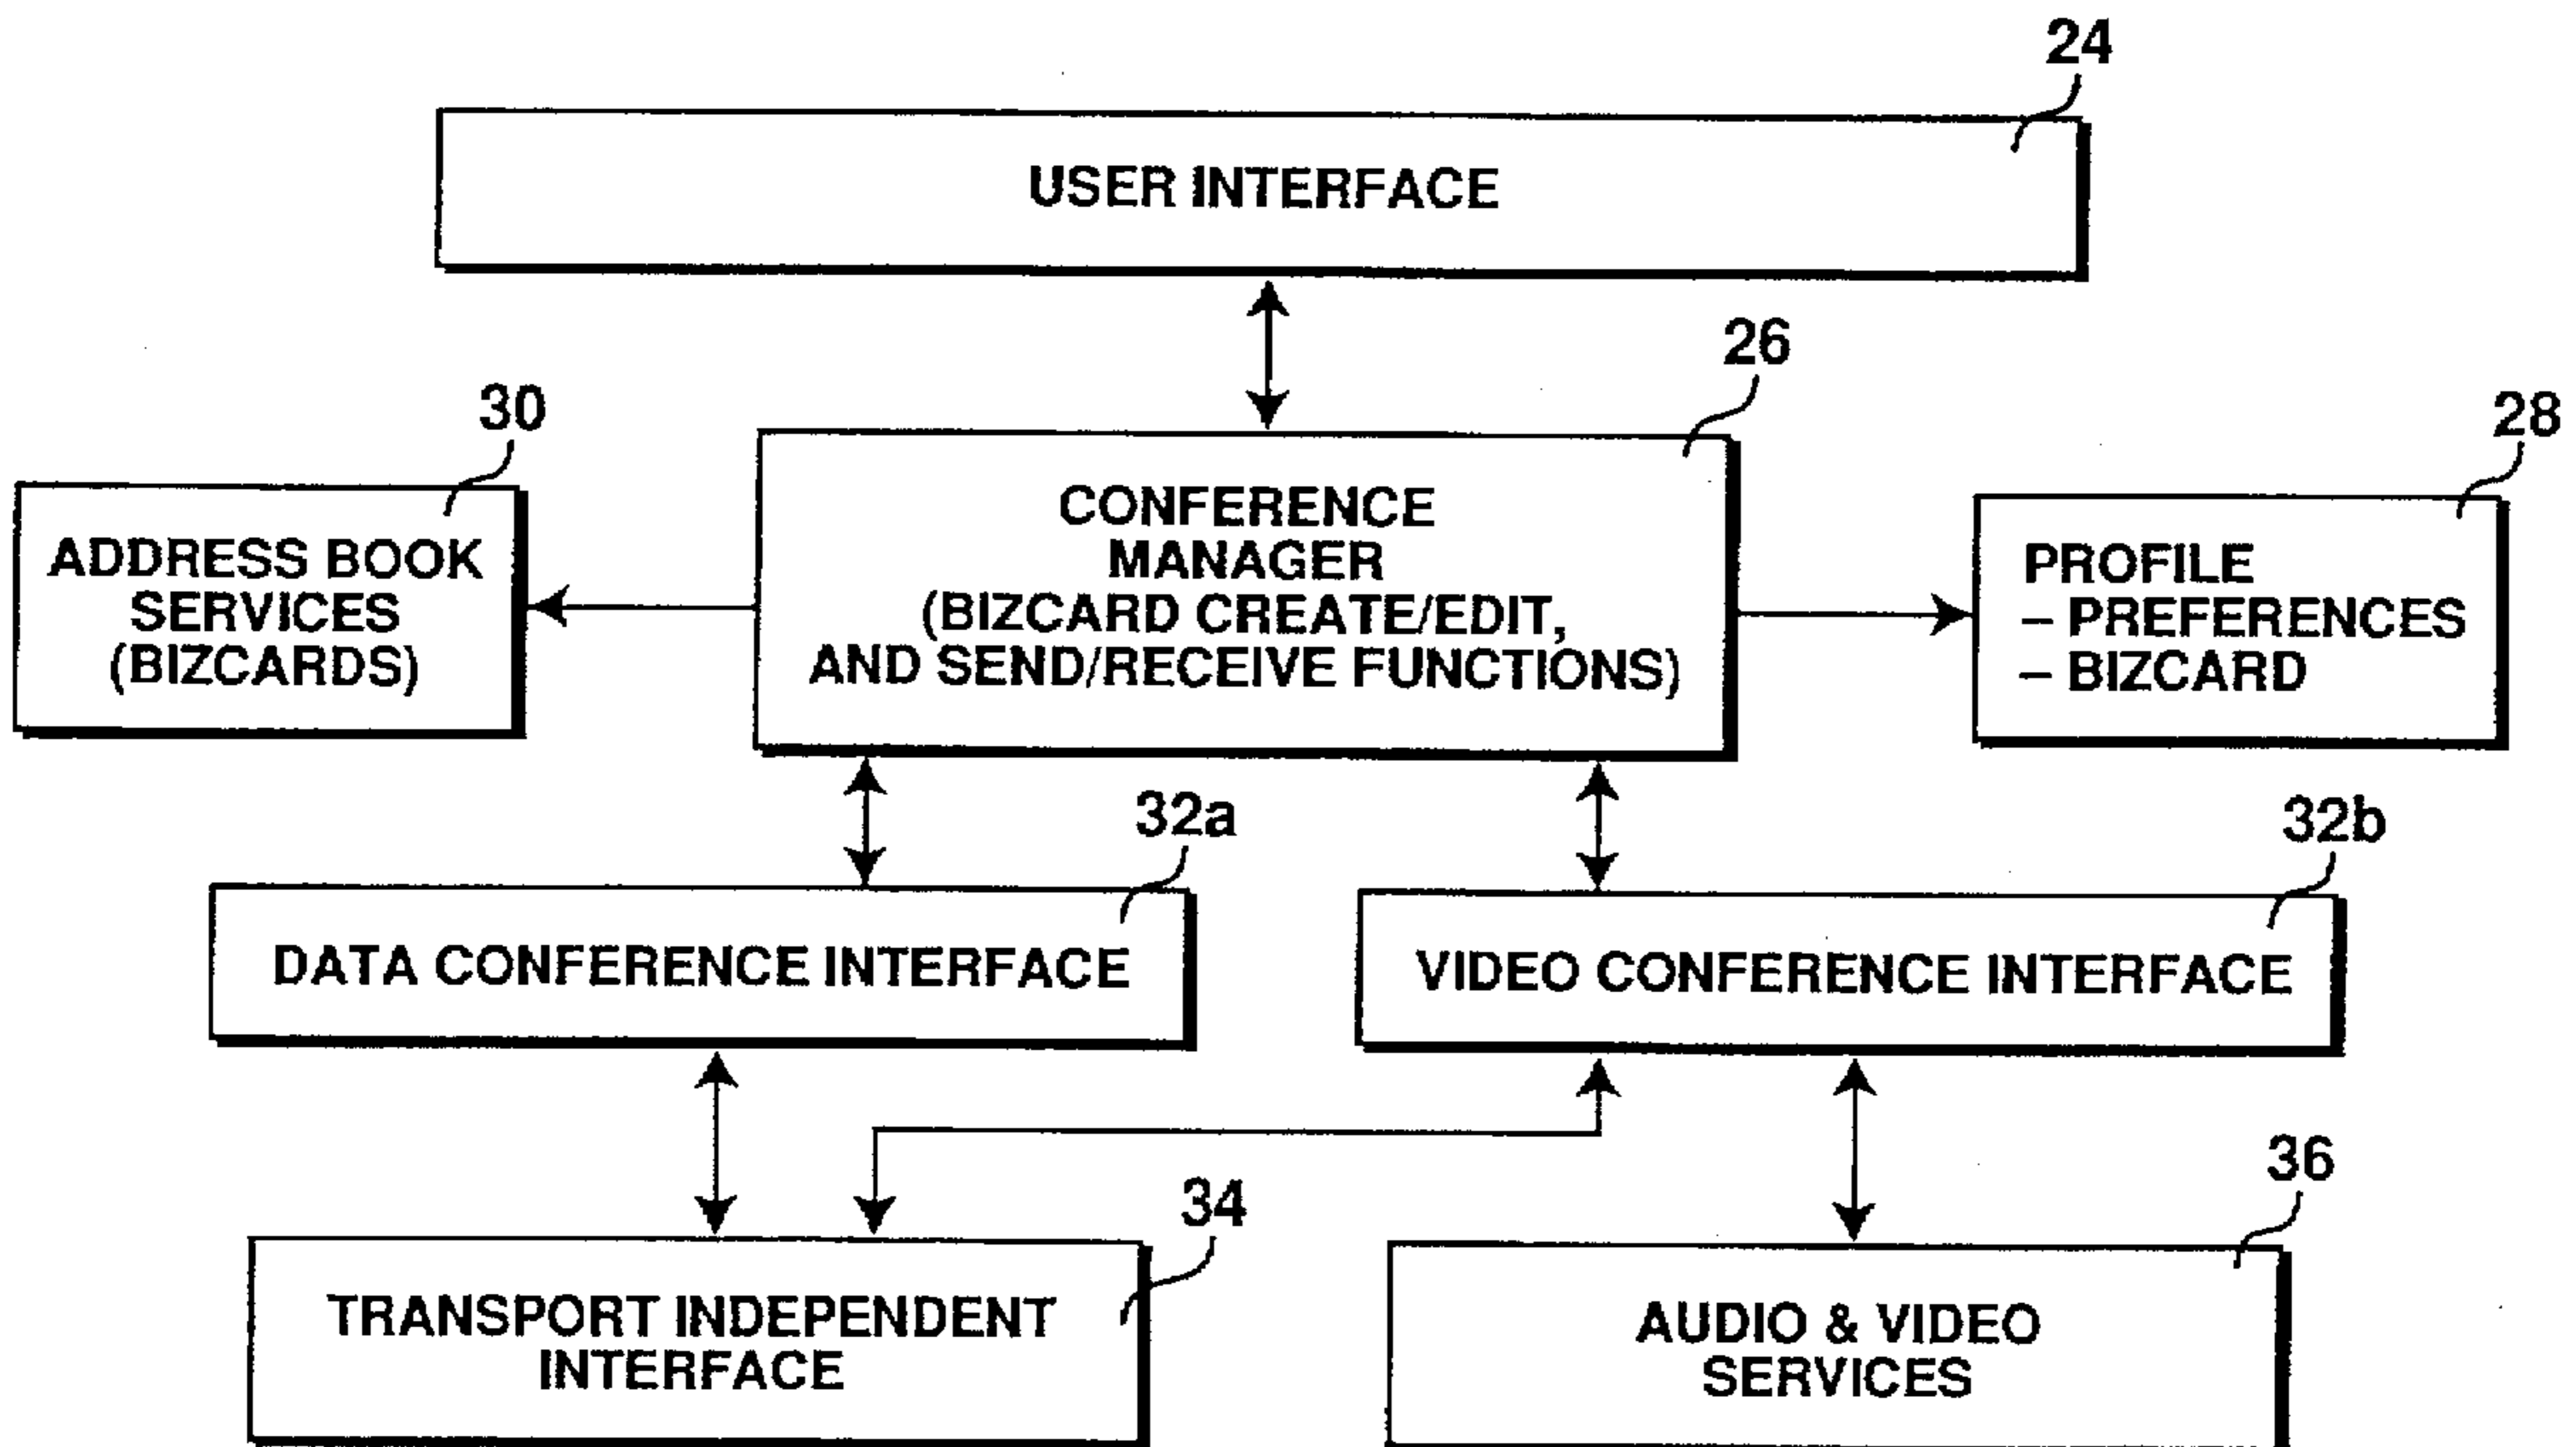 24
USER INTERFACE
26
30
28
CONFERENCE
MANAGER
(BIZCARD CREATE/EDIT,
AND SEND/RECEIVE FUNCTIONS)
ADDRESS BOOK
SERVICES
(BIZCARDS)
PROFILE
– PREFERENCES
– BIZCARD
32a
32b
DATA CONFERENCE INTERFACE
VIDEO CONFERENCE INTERFACE
34
36
TRANSPORT INDEPENDENT
INTERFACE
AUDIO & VIDEO
SERVICES